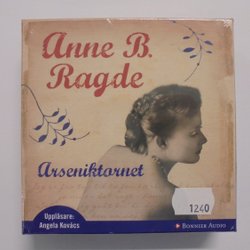 Anne B.
Ragde
Arseniktornet
Uppläsare:
Angela Kovács
1240
BONNIER AUDIO